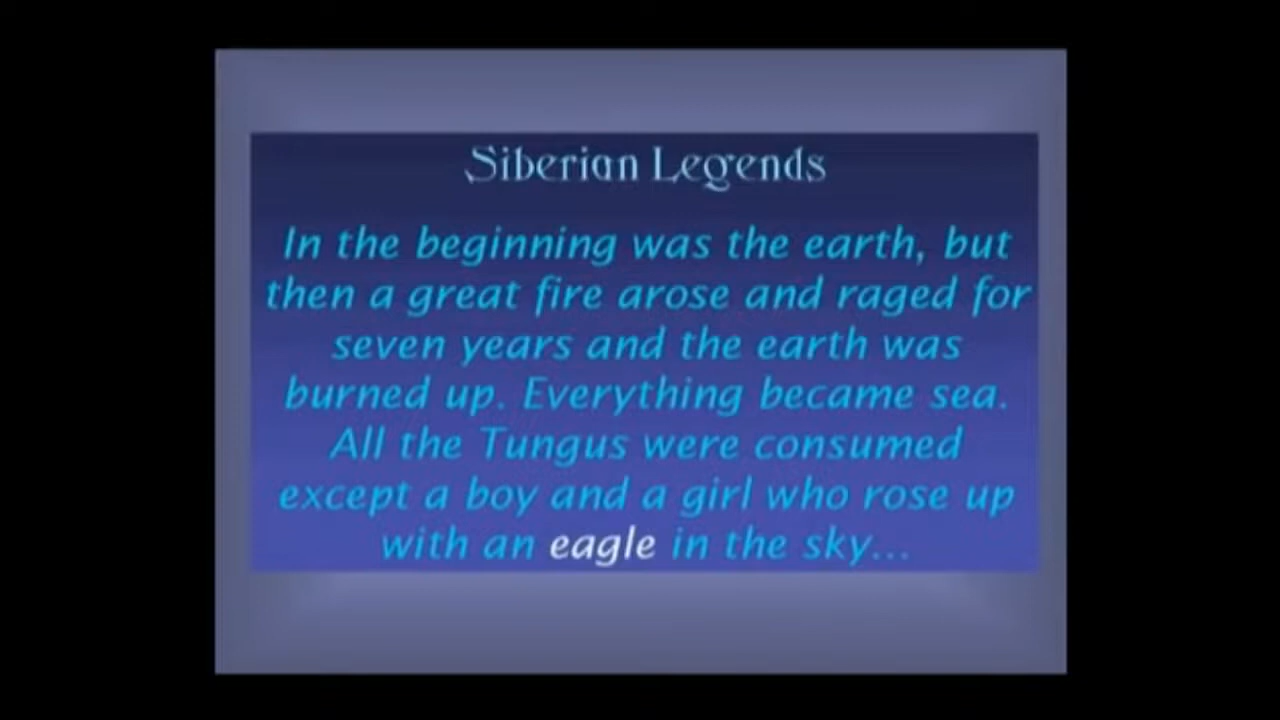 Siberian Legends
In the beginning was the earth, but
then a great fire arose and raged for
seven years and the earth was
burned up. Everything became sea.
All the Tungus were consumed
except a boy and a girl who rose up
with an eagle in the sky...